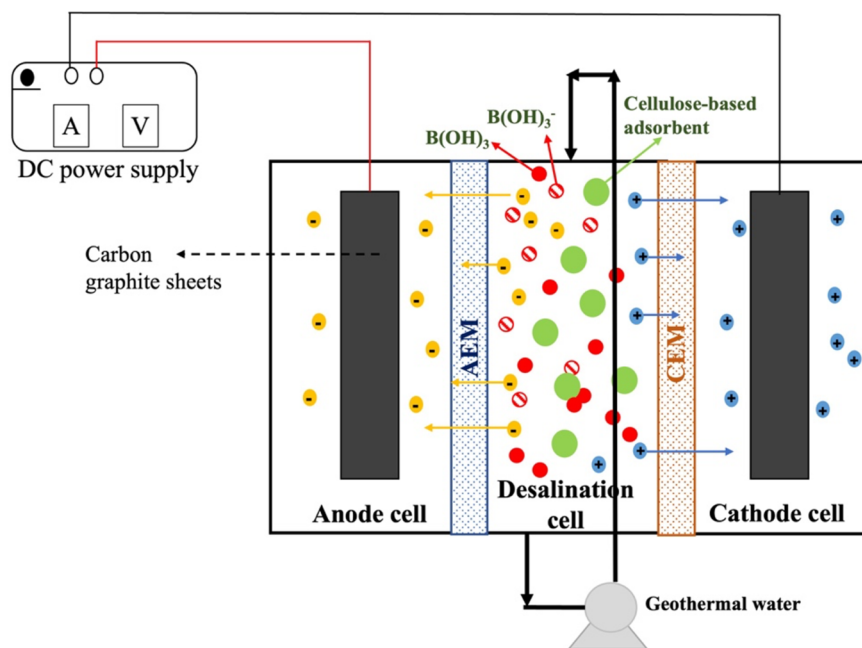 A
V
DC power supply
B(OH)₃
B(OH)₃⁻
Cellulose-based
adsorbent
Carbon
graphite sheets
AEM
CEM
Anode cell
Desalination
cell
Cathode cell
Geothermal water